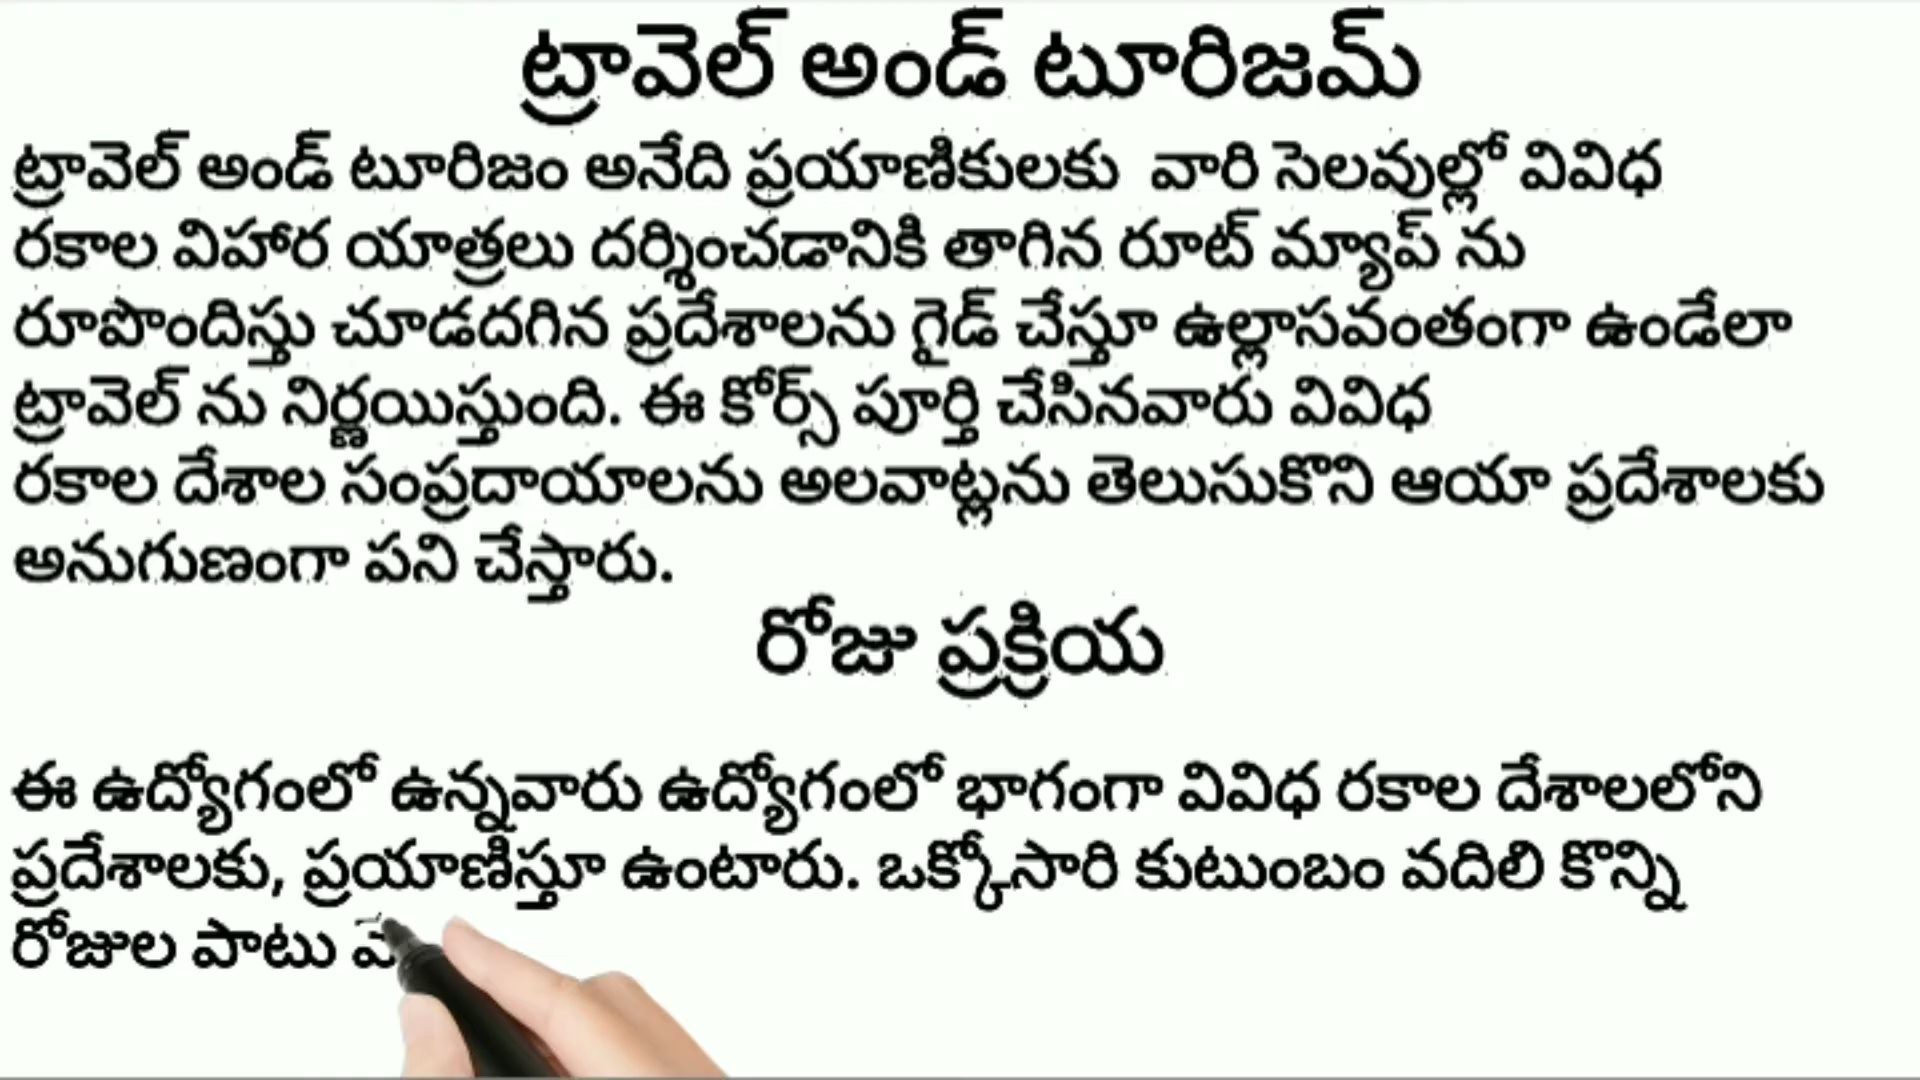 ట్రావెల్ అండ్ టూరిజమ్
ట్రావెల్ అండ్ టూరిజం అనేది ప్రయాణికులకు వారి సెలవుల్లో వివిధ
రకాల విహార యాత్రలు దర్శించడానికి తాగిన రూట్ మ్యాప్ ను
రూపొందిస్తు చూడదగిన ప్రదేశాలను గైడ్ చేస్తూ ఉల్లాసవంతంగా ఉండేలా
ట్రావెల్ ను నిర్ణయిస్తుంది. ఈ కోర్స్ పూర్తి చేసినవారు వివిధ
రకాల దేశాల సంప్రదాయాలను అలవాట్లను తెలుసుకొని ఆయా ప్రదేశాలకు
అనుగుణంగా పని చేస్తారు.
రోజు ప్రక్రియ
ఈ ఉద్యోగంలో ఉన్నవారు ఉద్యోగంలో భాగంగా వివిధ రకాల దేశాలలోని
ప్రదేశాలకు, ప్రయాణిస్తూ ఉంటారు. ఒక్కోసారి కుటుంబం వదిలి కొన్ని
రోజుల పాటు